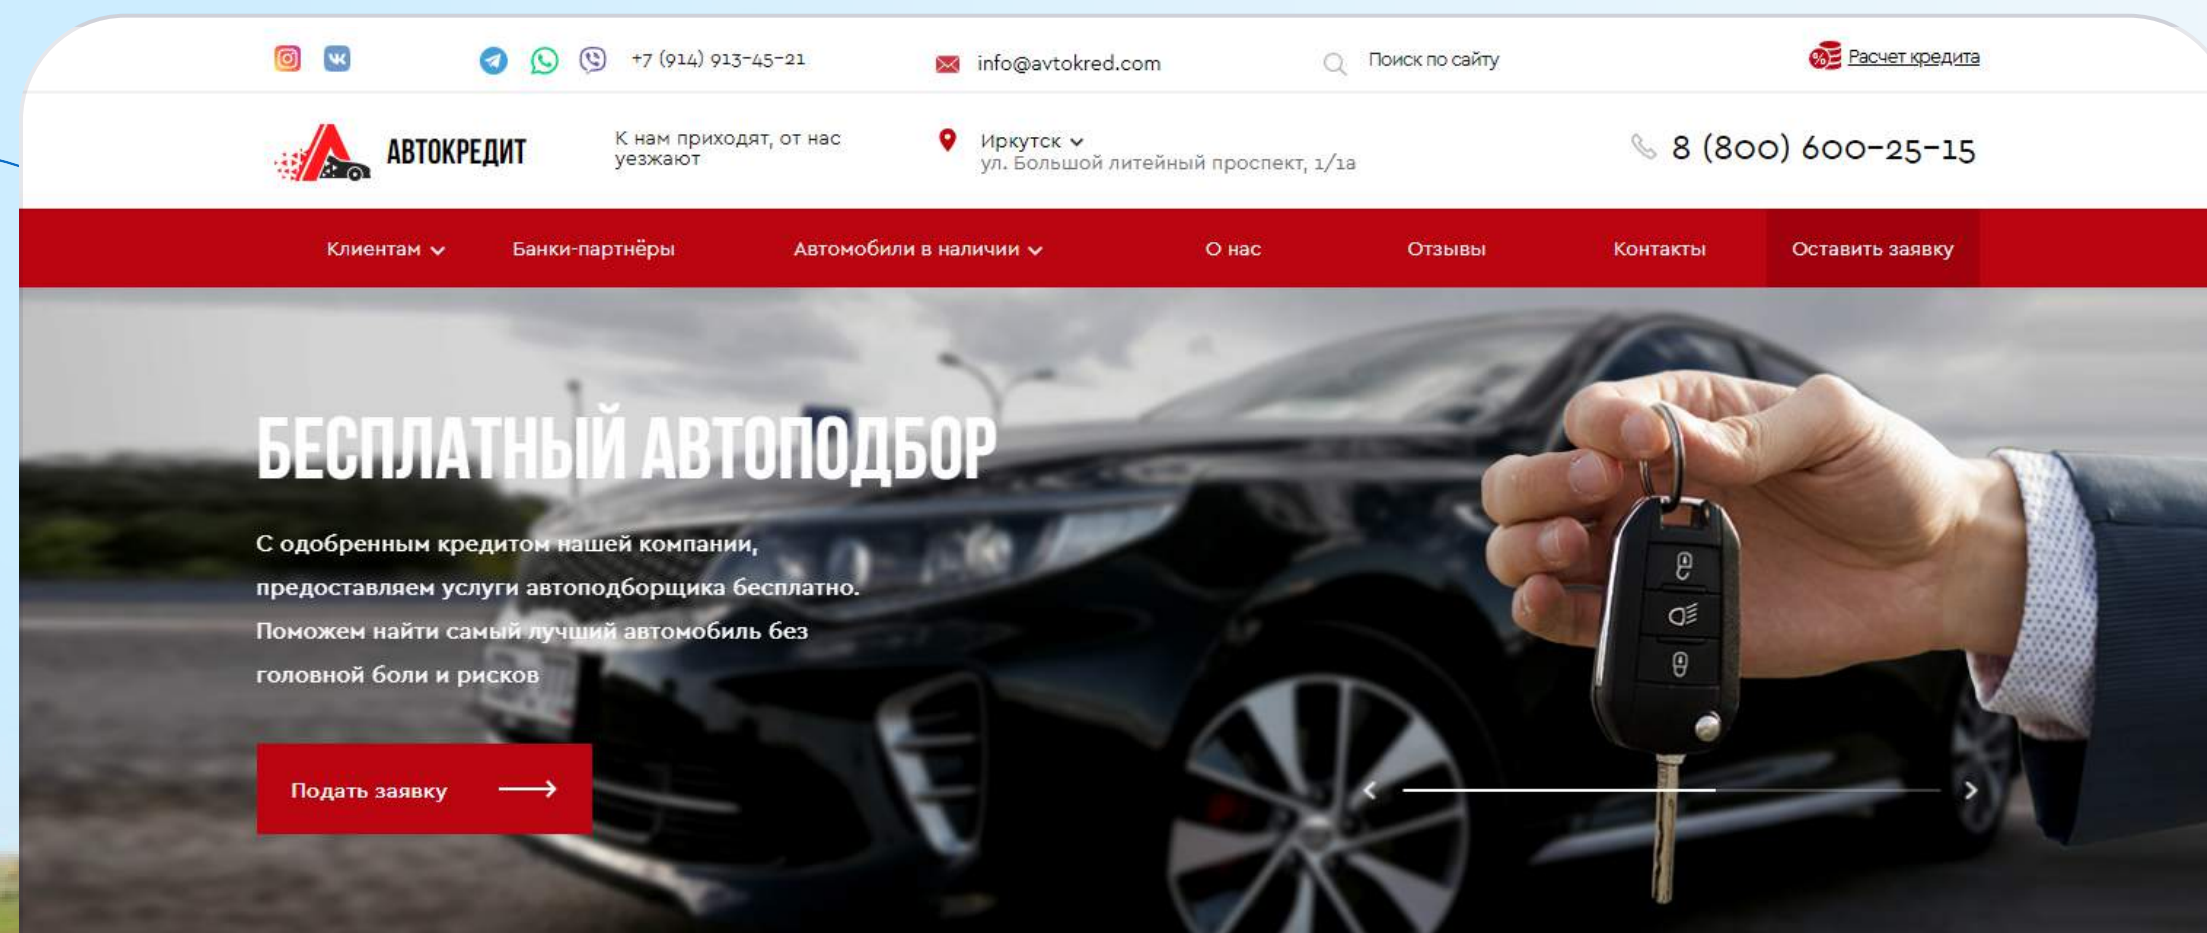 +7 (914) 913-45-21
info@avtokred.com
Поиск по сайту
Расчет кредита
АВТОКРЕДИТ
К нам приходят, от нас
уезжают
Иркутск
ул. Большой литейный проспект, 1/1а
8 (800) 600-25-15
Клиентам
Банки-партнёры
Автомобили в наличии
О нас
Отзывы
Контакты
Оставить заявку
БЕСПЛАТНЫЙ АВТОПОДБОР
С одобренным кредитом нашей компании,
предоставляем услуги автоподборщика бесплатно.
Поможем найти самый лучший автомобиль без
головной боли и рисков
Подать заявку